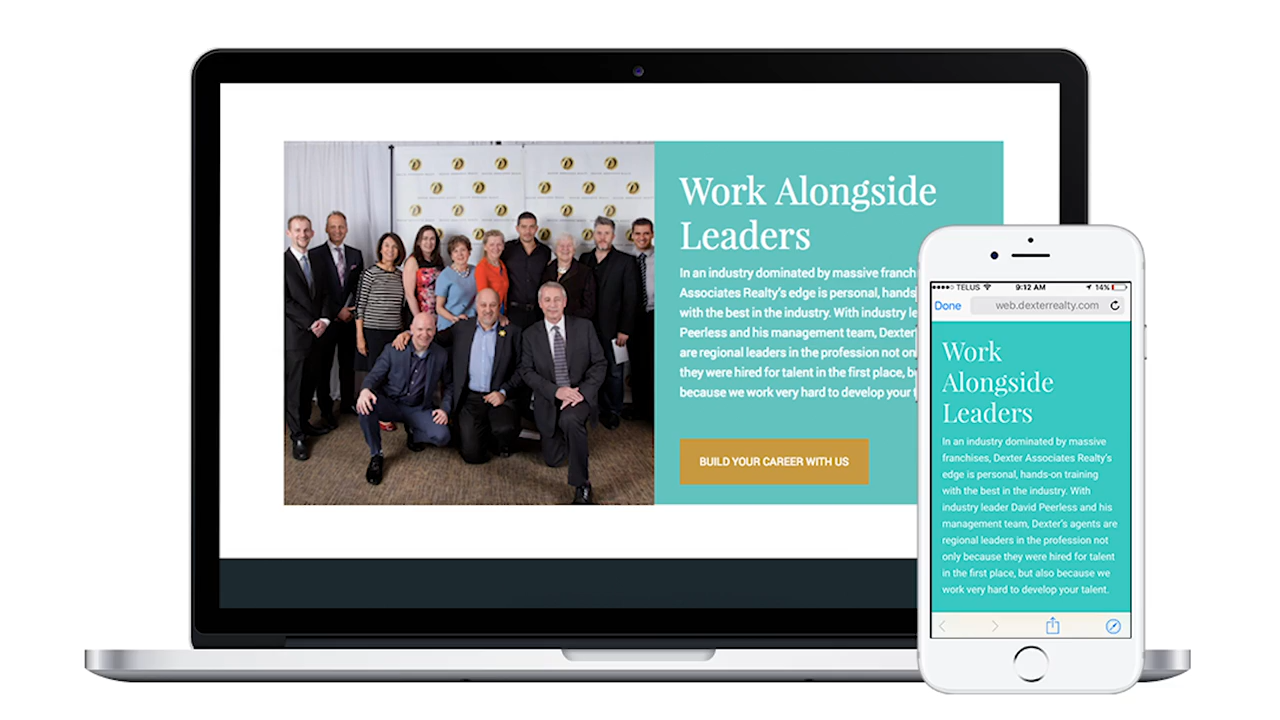 Work Alongside
Leaders
In an industry dominated by massive franch
Associates Realty's edge is personal, hands
with the best in the industry. With industry le
Peerless and his management team, Dexter'
are regional leaders in the profession not onl
they were hired for talent in the first place, b
because we work very hard to develop your t
BUILD YOUR CAREER WITH US
TELUS 9:12 AM 14%
Done web.dexterrealty.com
Work
Alongside
Leaders
In an industry dominated by massive
franchises, Dexter Associates Realty's
edge is personal, hands-on training
with the best in the industry. With
industry leader David Peerless and his
management team, Dexter's agents are
regional leaders in the profession not
only because they were hired for talent
in the first place, but also because we
work very hard to develop your talent.